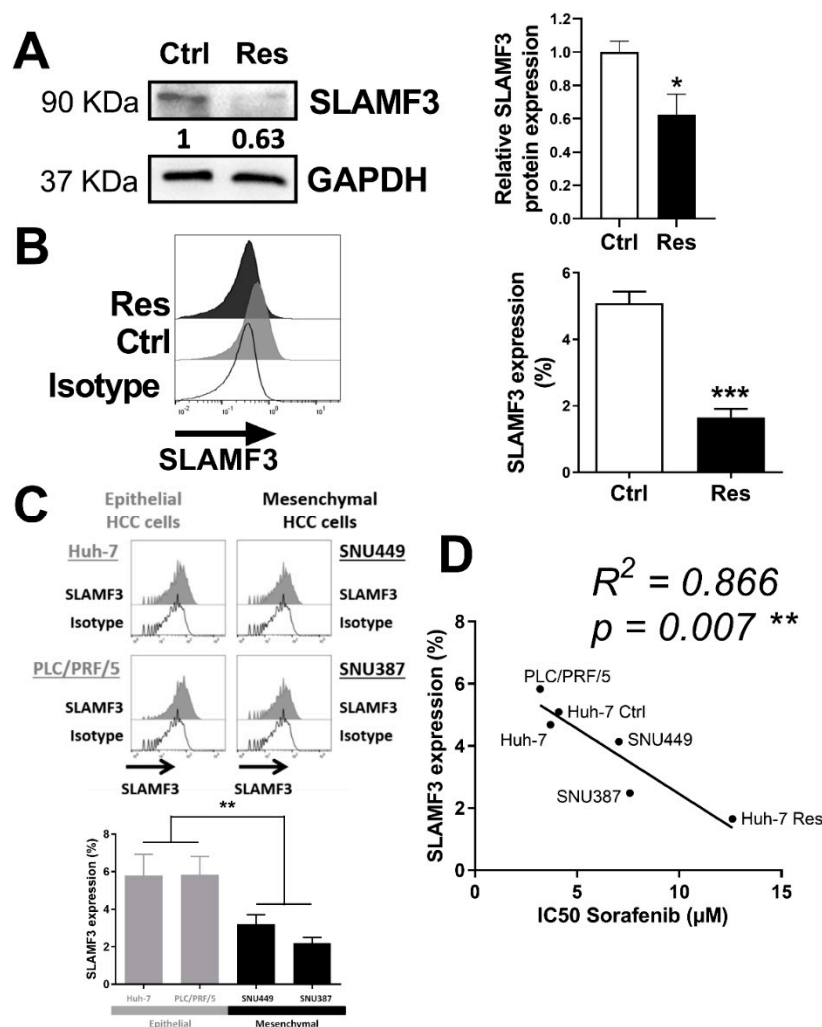 A
Ctrl Res
90 KDa SLAMF3
1 0.63
37 KDa GAPDH
Relative SLAMF3
protein expression
1.2
1.0
0.8
0.6
0.4
0.2
0.0
*
Ctrl Res
B
Res
Ctrl
Isotype
SLAMF3
SLAMF3 expression
(%)
6
4
2
0
***
Ctrl Res
C
Epithelial
HCC cells
Mesenchymal
HCC cells
Huh-7
SLAMF3
Isotype
SNU449
SLAMF3
Isotype
PLC/PRF/5
SLAMF3
Isotype
SNU387
SLAMF3
Isotype
SLAMF3 SLAMF3
**
SLAMF3 expression (%)
8
6
4
2
0
Huh-7 PLC/PRF/5 SNU449 SNU387
Epithelial Mesenchymal
D
R² = 0.866
p = 0.007 **
SLAMF3 expression (%)
8
6
4
2
0
PLC/PRF/5
Huh-7 Ctrl
Huh-7
SNU449
SNU387
Huh-7 Res
0 5 10 15
IC50 Sorafenib (µM)